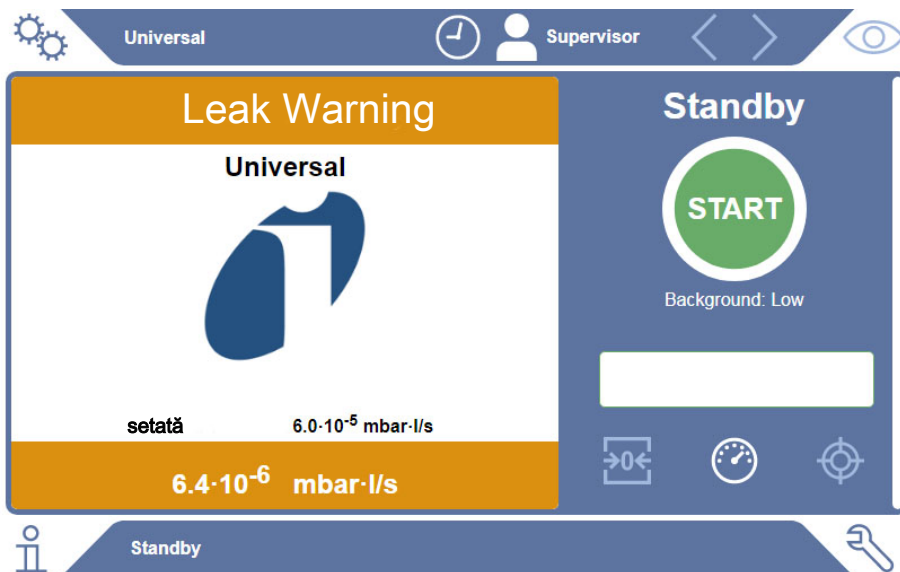 Universal
Supervisor
Leak Warning
Universal
setată 6.0·10⁻⁵ mbar·l/s
6.4·10⁻⁶ mbar·l/s
Standby
START
Background: Low
→0←
Standby